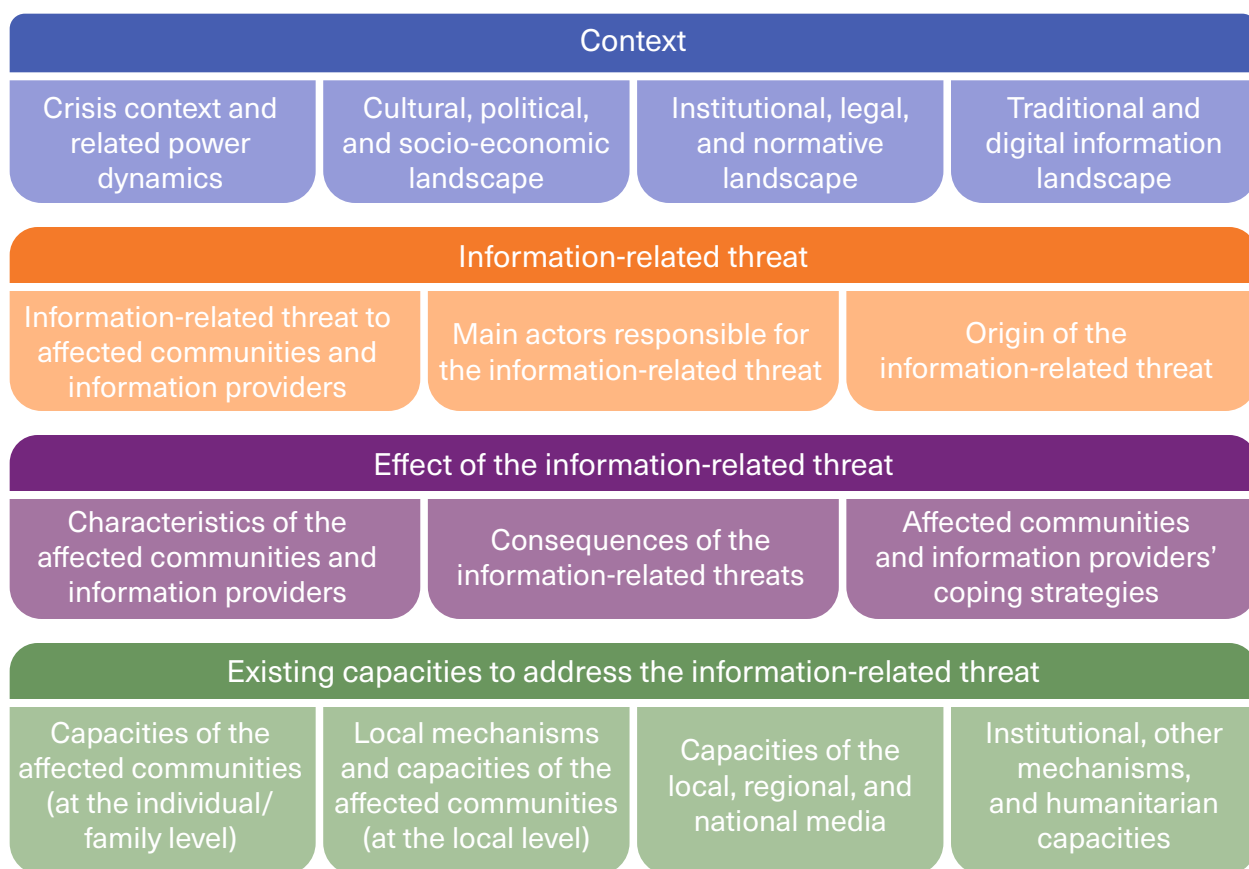 Context
Crisis context and
related power
dynamics
Cultural, political,
and socio-economic
landscape
Institutional, legal,
and normative
landscape
Traditional and
digital information
landscape
Information-related threat
Information-related threat to
affected communities and
information providers
Main actors responsible for
the information-related threat
Origin of the
information-related threat
Effect of the information-related threat
Characteristics of the
affected communities and
information providers
Consequences of the
information-related threats
Affected communities
and information providers’
coping strategies
Existing capacities to address the information-related threat
Capacities of the
affected communities
(at the individual/
family level)
Local mechanisms
and capacities of the
affected communities
(at the local level)
Capacities of the
local, regional, and
national media
Institutional, other
mechanisms,
and humanitarian
capacities